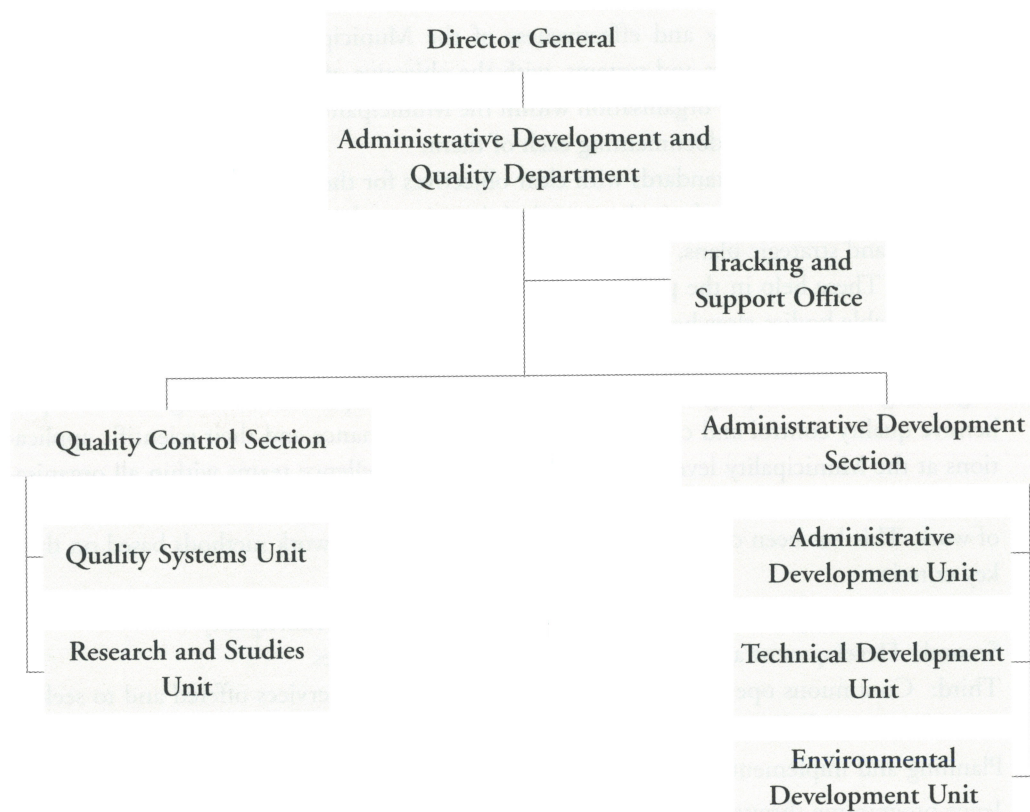 Director General
Administrative Development and
Quality Department
Tracking and
Support Office
Quality Control Section
Administrative Development
Section
Quality Systems Unit
Administrative
Development Unit
Research and Studies
Unit
Technical Development
Unit
Environmental
Development Unit